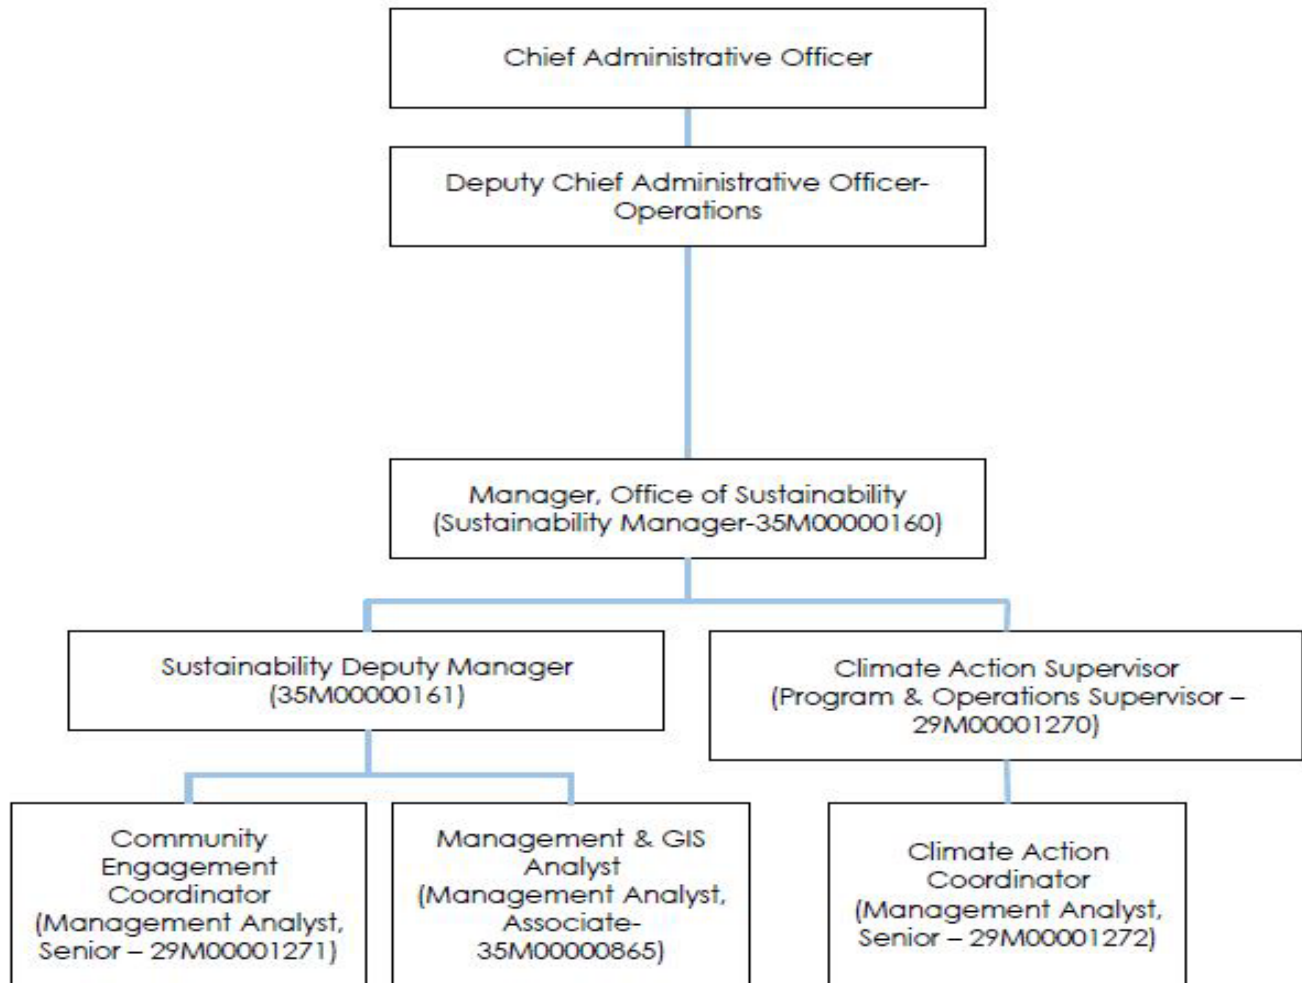 Chief Administrative Officer
Deputy Chief Administrative Officer-
Operations
Manager, Office of Sustainability
(Sustainability Manager-35M00000160)
Sustainability Deputy Manager
(35M00000161)
Climate Action Supervisor
(Program & Operations Supervisor –
29M00001270)
Community
Engagement
Coordinator
(Management Analyst,
Senior – 29M00001271)
Management & GIS
Analyst
(Management Analyst,
Associate-
35M00000865)
Climate Action
Coordinator
(Management Analyst,
Senior – 29M00001272)